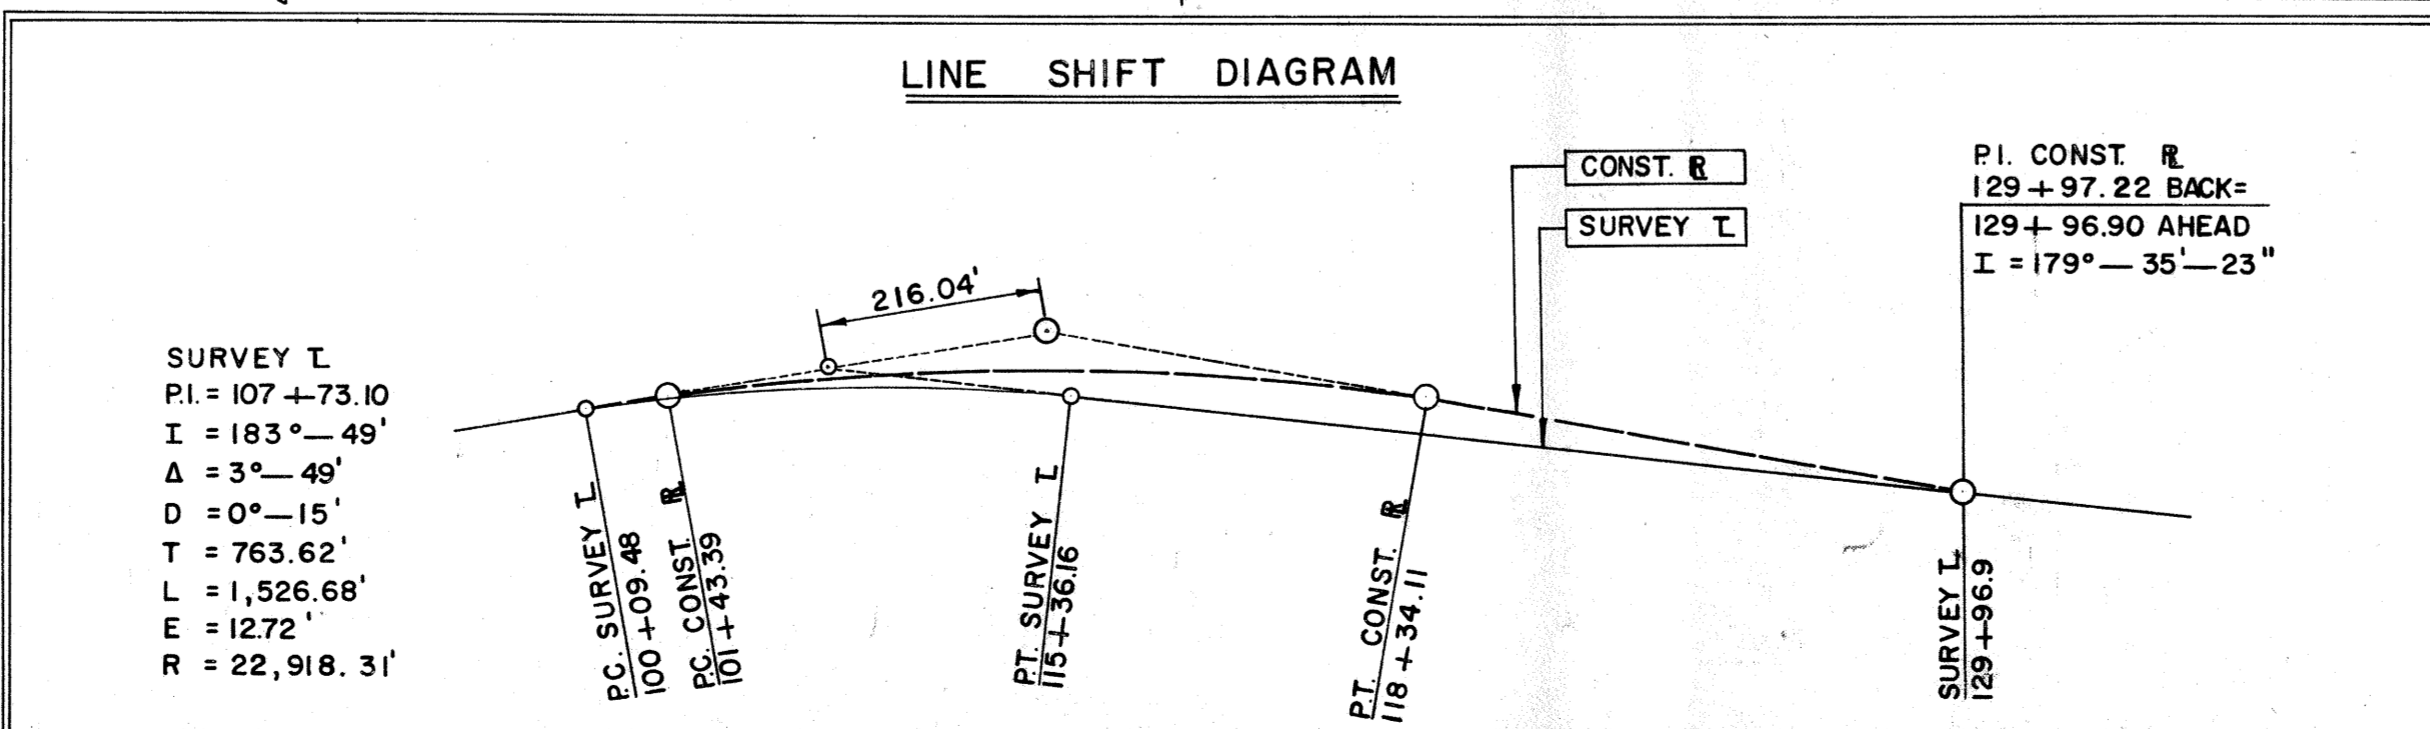 LINE SHIFT DIAGRAM
CONST. ⅊
SURVEY ℄
P.I. CONST. ⅊
129+97.22 BACK=
129+96.90 AHEAD
I = 179°—35'—23"
216.04'
SURVEY ℄
P.I. = 107+73.10
I = 183°—49'
Δ = 3°—49'
D = 0°—15'
T = 763.62'
L = 1,526.68'
E = 12.72'
R = 22,918.31'
P.C. SURVEY ℄
100+09.48
P.C. CONST. ⅊
101+43.39
P.T. SURVEY ℄
115+36.16
P.T. CONST. ⅊
118+34.11
SURVEY ℄
129+96.9